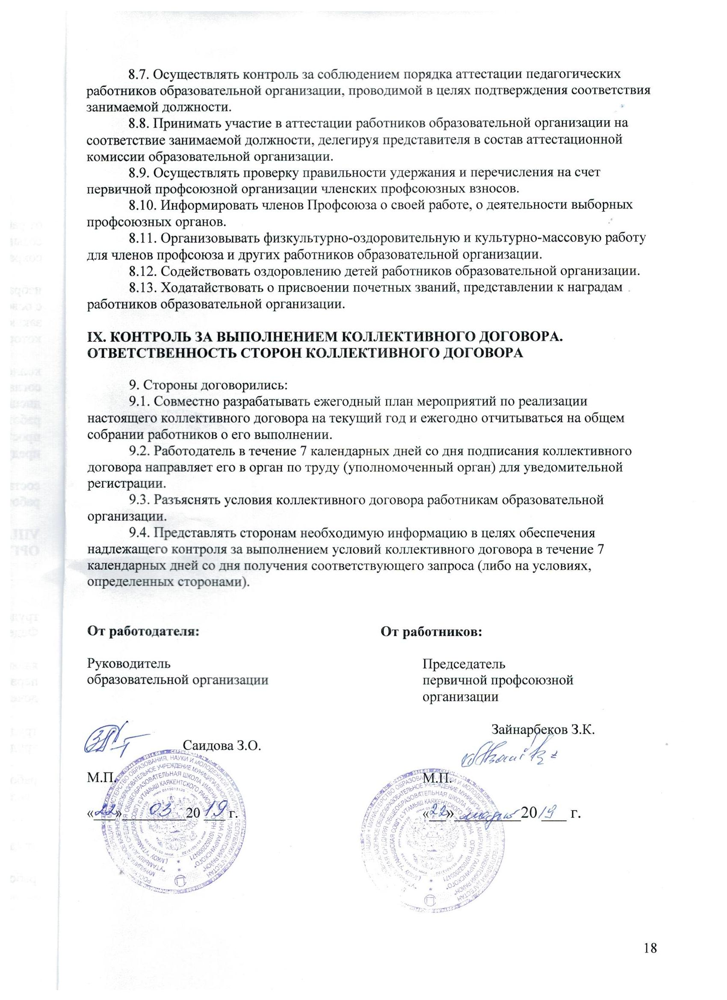 8.7. Осуществлять контроль за соблюдением порядка аттестации педагогических
работников образовательной организации, проводимой в целях подтверждения соответствия
занимаемой должности.
8.8. Принимать участие в аттестации работников образовательной организации на
соответствие занимаемой должности, делегируя представителя в состав аттестационной
комиссии образовательной организации.
8.9. Осуществлять проверку правильности удержания и перечисления на счет
первичной профсоюзной организации членских профсоюзных взносов.
8.10. Информировать членов Профсоюза о своей работе, о деятельности выборных
профсоюзных органов.
8.11. Организовывать физкультурно-оздоровительную и культурно-массовую работу
для членов профсоюза и других работников образовательной организации.
8.12. Содействовать оздоровлению детей работников образовательной организации.
8.13. Ходатайствовать о присвоении почетных званий, представлении к наградам
работников образовательной организации.
IX. КОНТРОЛЬ ЗА ВЫПОЛНЕНИЕМ КОЛЛЕКТИВНОГО ДОГОВОРА.
ОТВЕТСТВЕННОСТЬ СТОРОН КОЛЛЕКТИВНОГО ДОГОВОРА
9. Стороны договорились:
9.1. Совместно разрабатывать ежегодный план мероприятий по реализации
настоящего коллективного договора на текущий год и ежегодно отчитываться на общем
собрании работников о его выполнении.
9.2. Работодатель в течение 7 календарных дней со дня подписания коллективного
договора направляет его в орган по труду (уполномоченный орган) для уведомительной
регистрации.
9.3. Разъяснять условия коллективного договора работникам образовательной
организации.
9.4. Представлять сторонам необходимую информацию в целях обеспечения
надлежащего контроля за выполнением условий коллективного договора в течение 7
календарных дней со дня получения соответствующего запроса (либо на условиях,
определенных сторонами).
От работодателя:
Руководитель
образовательной организации
Саидова З.О.
М.П.
«22» 03 2019 г.
От работников:
Председатель
первичной профсоюзной
организации
Зайнарбеков З.К.
М.П.
«22» марта 2019 г.
18